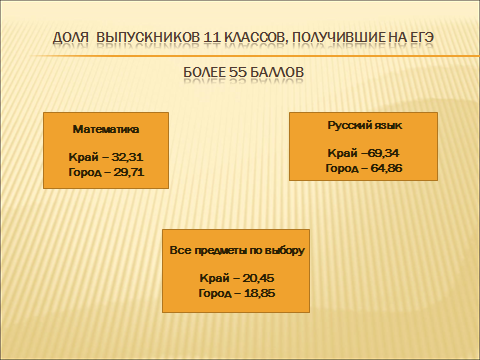 ДОЛЯ ВЫПУСКНИКОВ 11 КЛАССОВ, ПОЛУЧИВШИЕ НА ЕГЭ
БОЛЕЕ 55 БАЛЛОВ
Математика
Край – 32,31
Город – 29,71
Русский язык
Край –69,34
Город – 64,86
Все предметы по выбору
Край – 20,45
Город – 18,85